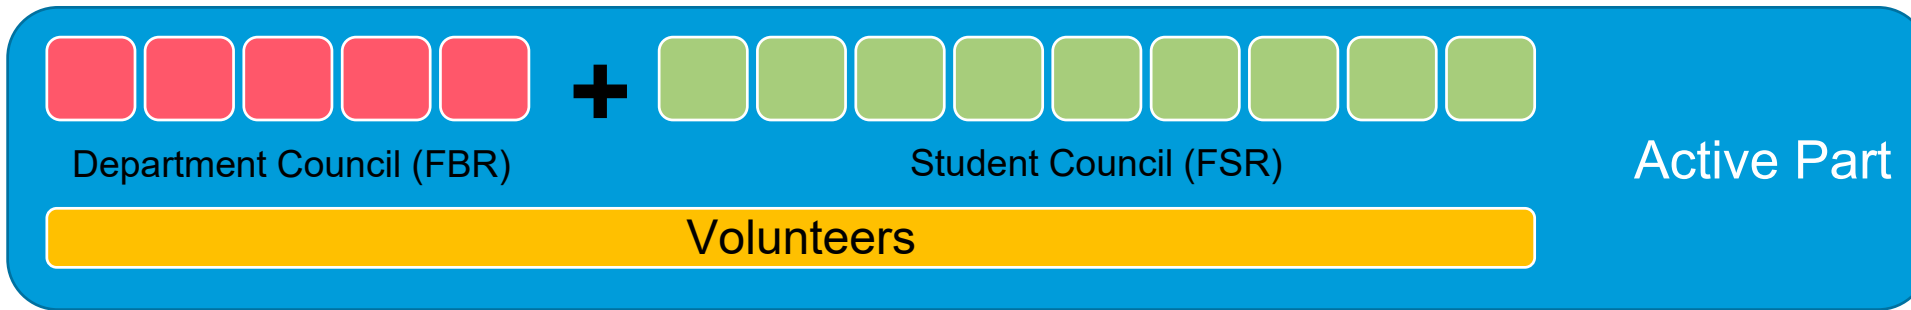 +
Department Council (FBR)
Student Council (FSR)
Active Part
Volunteers